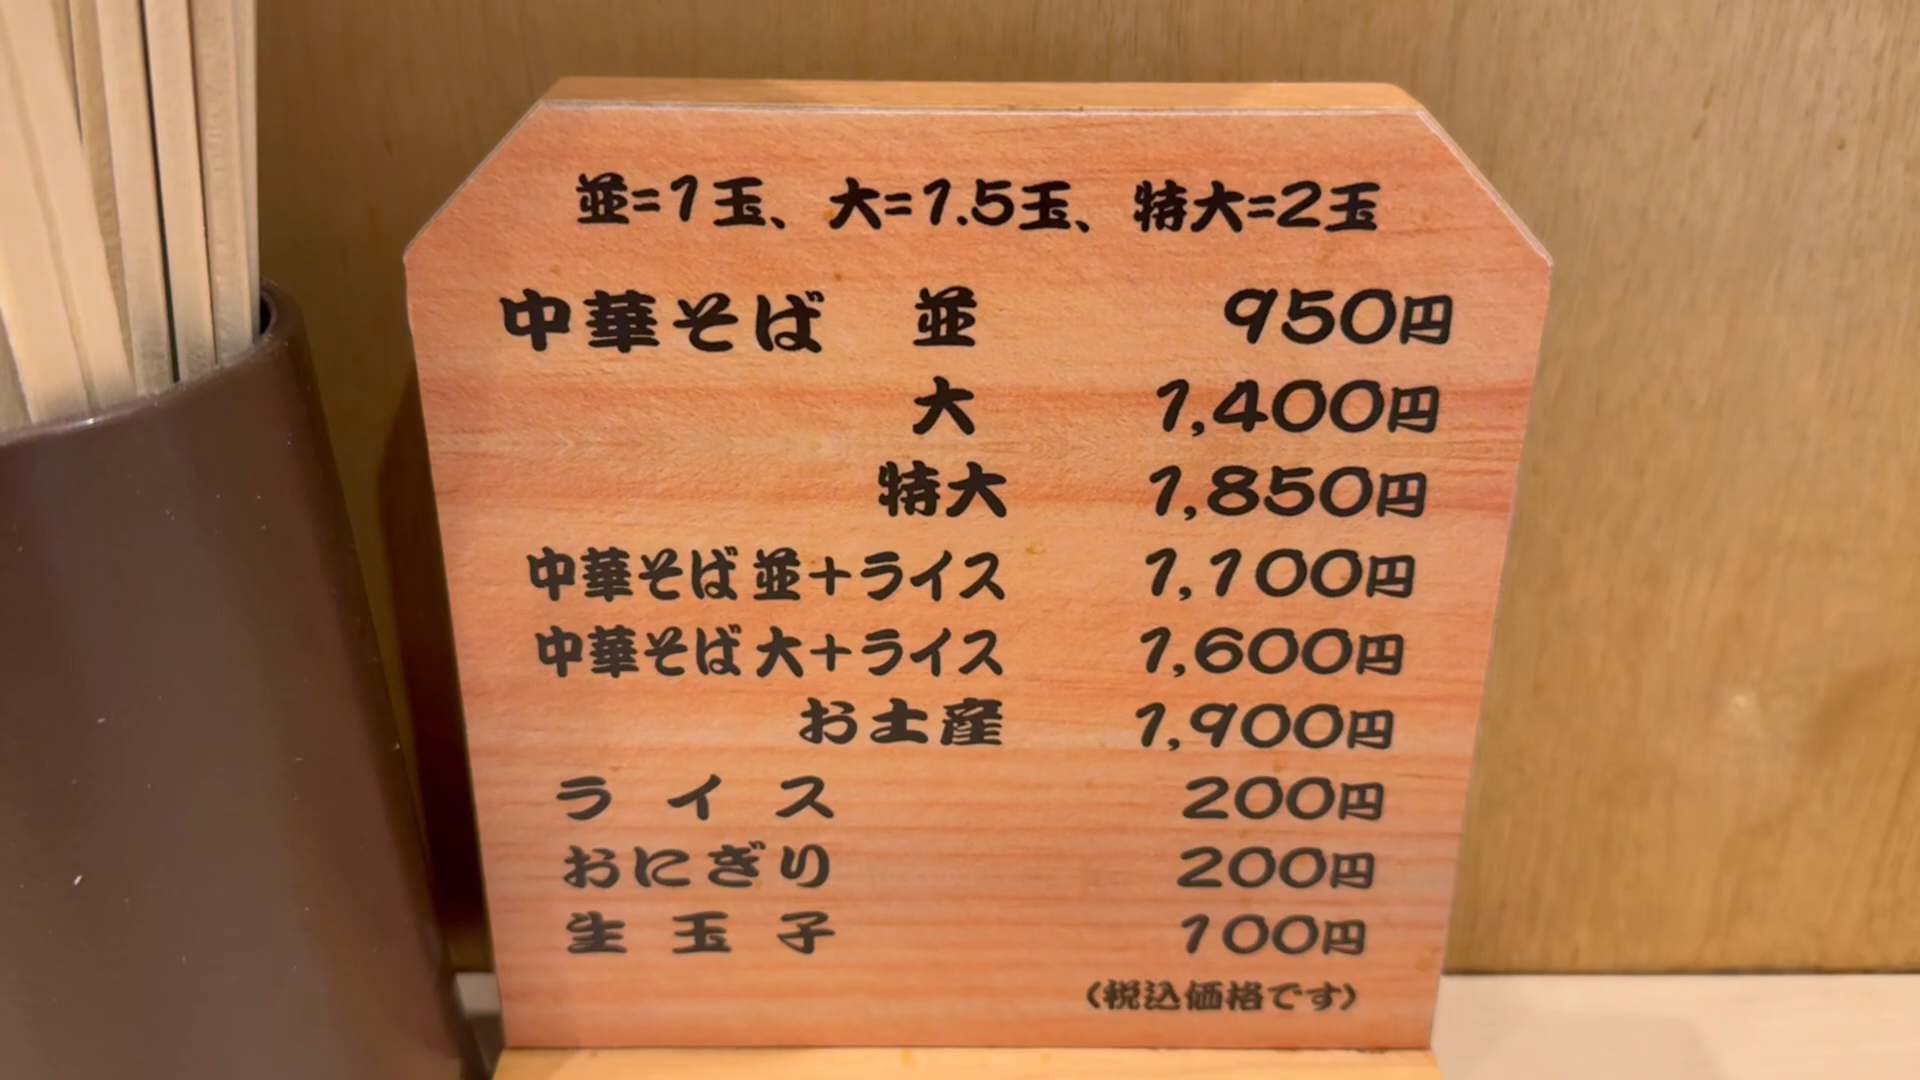 並=1玉、大=1.5玉、特大=2玉
中華そば 並 950円
大 1,400円
特大 1,850円
中華そば 並+ライス 1,100円
中華そば 大+ライス 1,600円
お土産 1,900円
ライス 200円
おにぎり 200円
生玉子 100円
(税込価格です)